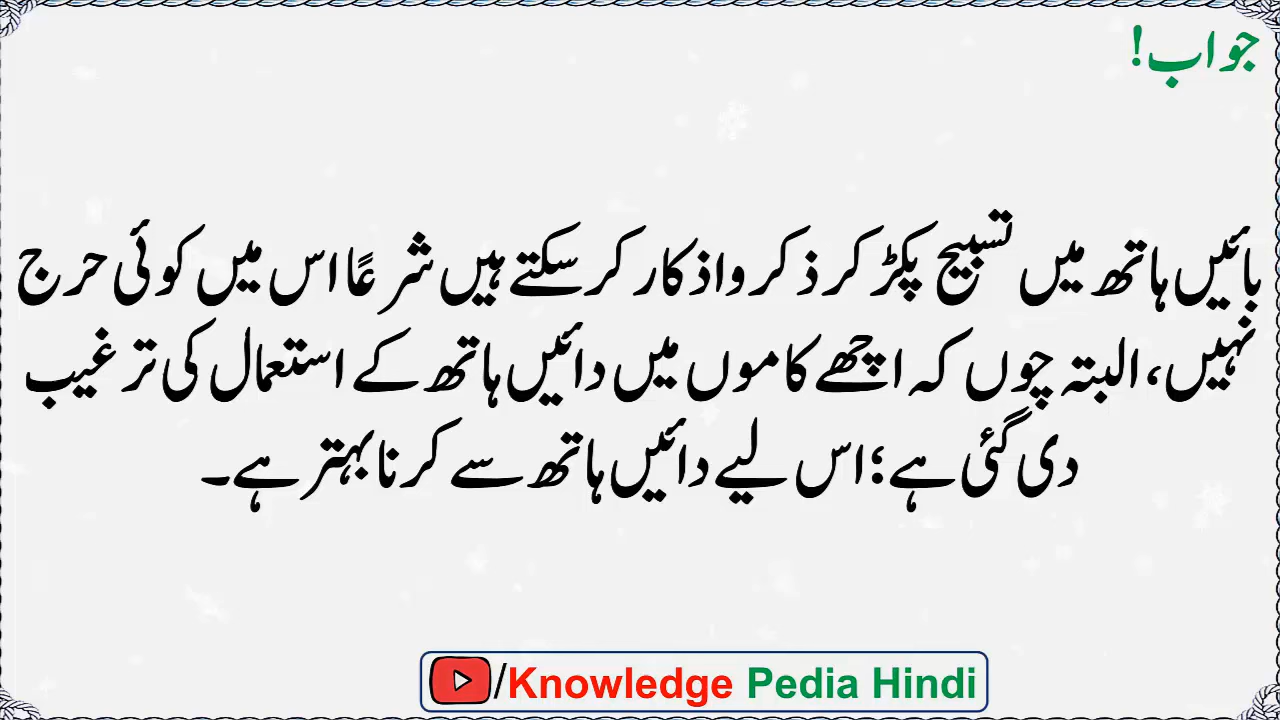 جواب!
بائیں ہاتھ میں تسبیح پکڑ کر ذکر و اذکار کر سکتے ہیں شرعًا اس میں کوئی حرج
نہیں، البتہ چوں کہ اچھے کاموں میں دائیں ہاتھ کے استعمال کی ترغیب
دی گئی ہے؛ اس لیے دائیں ہاتھ سے کرنا بہتر ہے۔
/Knowledge Pedia Hindi